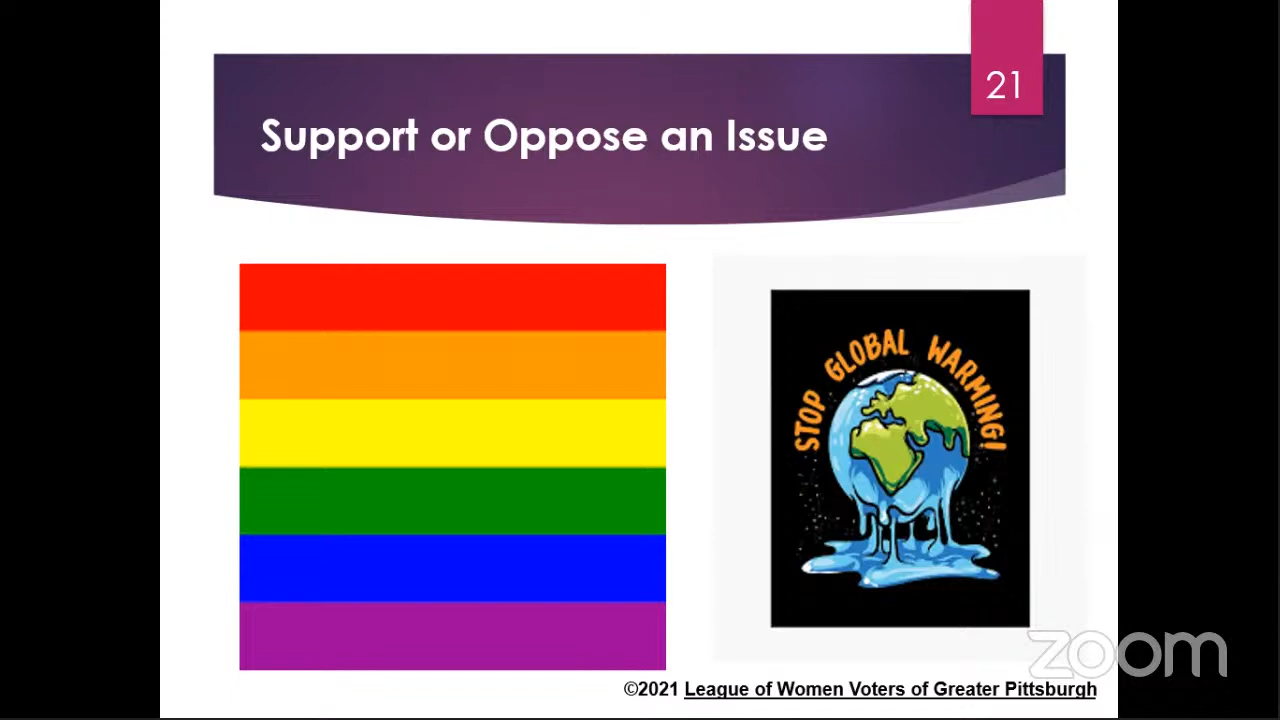 21
Support or Oppose an Issue
STOP GLOBAL WARMING!
zoom
©2021 League of Women Voters of Greater Pittsburgh